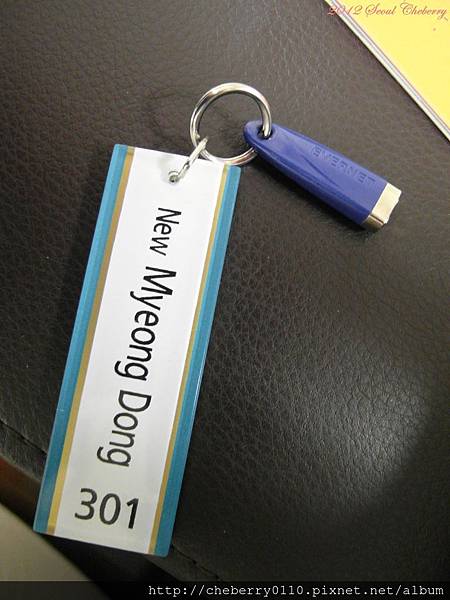 2012 Seoul Cheberry
EVERNET
New Myeong Dong
301
http://cheberry0110.pixnet.net/album